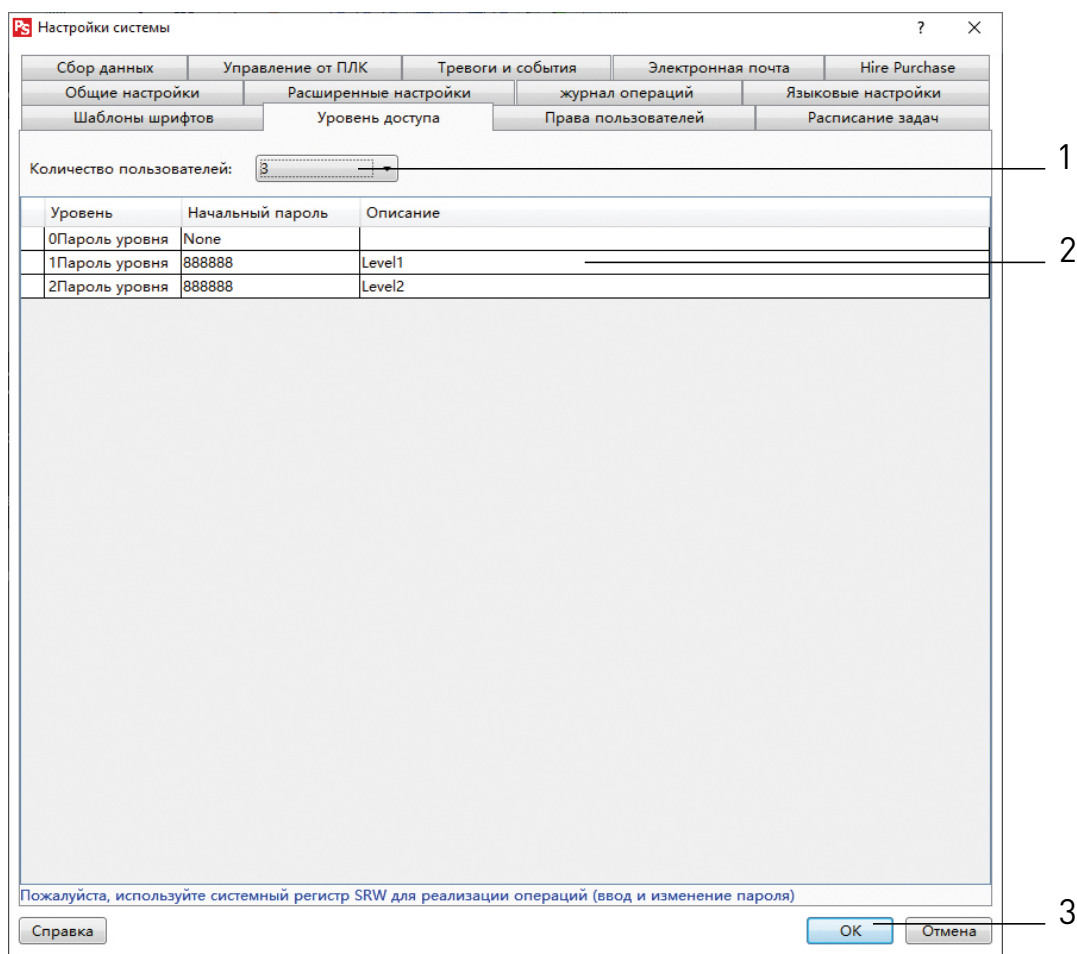 PS Настройки системы ? ×
Сбор данных Управление от ПЛК Тревоги и события Электронная почта Hire Purchase
Общие настройки Расширенные настройки журнал операций Языковые настройки
Шаблоны шрифтов Уровень доступа Права пользователей Расписание задач
Количество пользователей: 3
1
Уровень Начальный пароль Описание
0Пароль уровня None
1Пароль уровня 888888 Level1
2
2Пароль уровня 888888 Level2
Пожалуйста, используйте системный регистр SRW для реализации операций (ввод и изменение пароля)
Справка OK Отмена
3